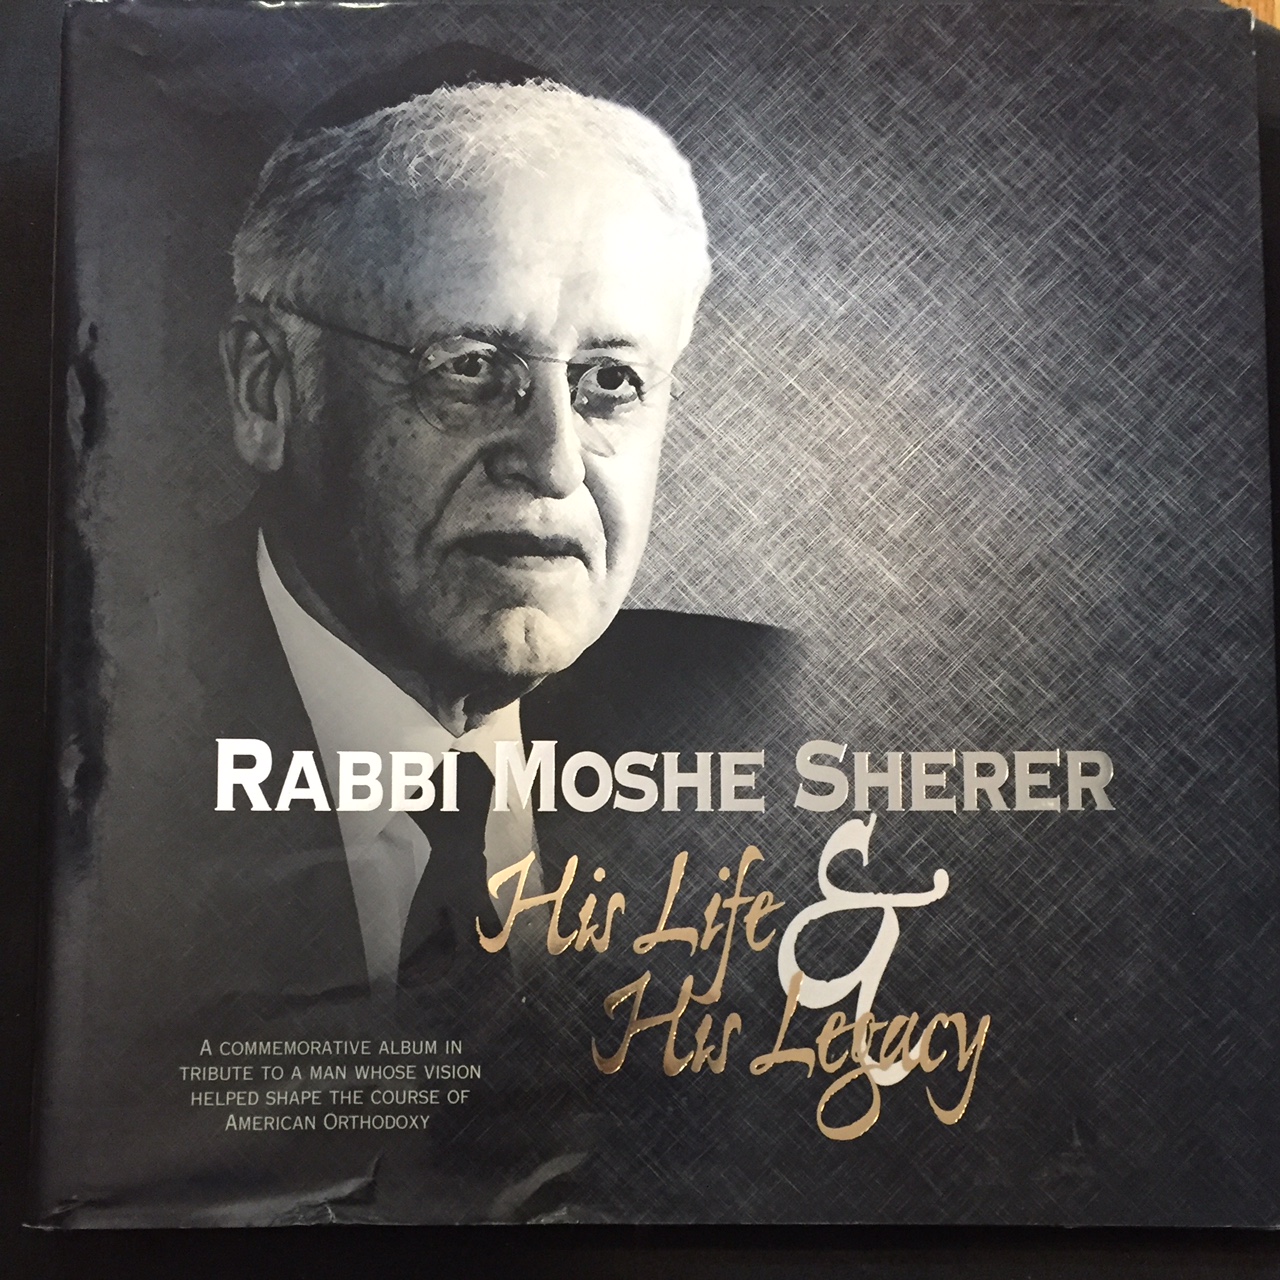 RABBI MOSHE SHERER
His Life &
His Legacy
A COMMEMORATIVE ALBUM IN
TRIBUTE TO A MAN WHOSE VISION
HELPED SHAPE THE COURSE OF
AMERICAN ORTHODOXY